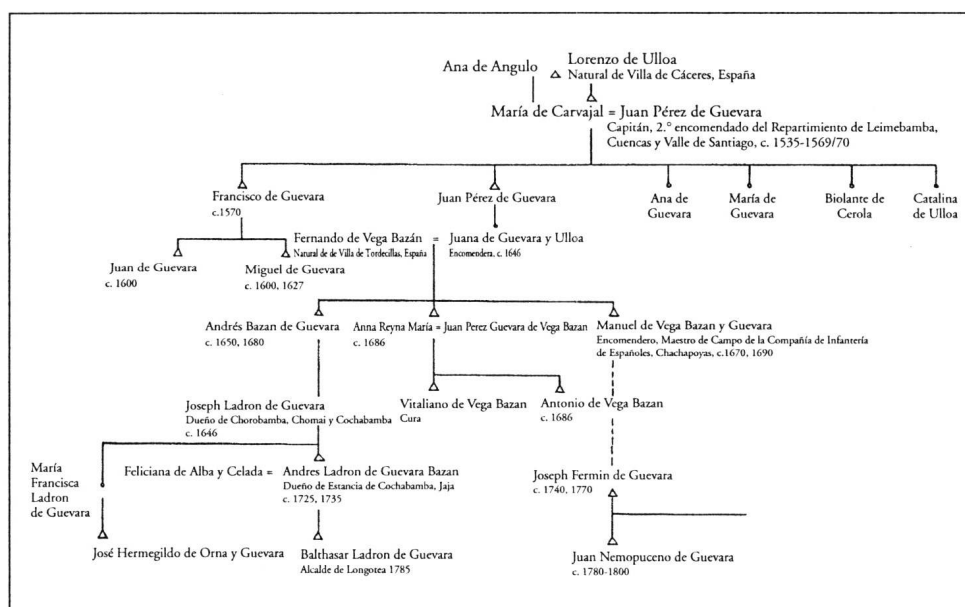 Ana de Angulo
Lorenzo de Ulloa
Natural de Villa de Cáceres, España
María de Carvajal = Juan Pérez de Guevara
Capitán, 2.° encomendado del Repartimiento de Leimebamba,
Cuencas y Valle de Santiago, c. 1535-1569/70
Francisco de Guevara
c.1570
Juan Pérez de Guevara
Ana de
Guevara
María de
Guevara
Biolante de
Cerola
Catalina
de Ulloa
Juan de Guevara
c. 1600
Miguel de Guevara
c. 1600, 1627
Fernando de Vega Bazán = Juana de Guevara y Ulloa
Natural de de Villa de Tordecillas, España
Encomendera, c. 1646
Andrés Bazan de Guevara
c. 1650, 1680
Anna Reyna María = Juan Perez Guevara de Vega Bazan
c. 1686
Manuel de Vega Bazan y Guevara
Encomendero, Maestro de Campo de la Compañía de Infantería
de Españoles, Chachapoyas, c.1670, 1690
Vitaliano de Vega Bazan
Cura
Antonio de Vega Bazan
c. 1686
Joseph Ladron de Guevara
Dueño de Chorobamba, Chomai y Cochabamba
c. 1646
María
Francisca
Ladron
de Guevara
Feliciana de Alba y Celada = Andres Ladron de Guevara Bazan
Dueño de Estancia de Cochabamba, Jaja
c. 1725, 1735
Joseph Fermin de Guevara
c. 1740, 1770
José Hermegildo de Orna y Guevara
Balthasar Ladron de Guevara
Alcalde de Longotea 1785
Juan Nemopuceno de Guevara
c. 1780-1800